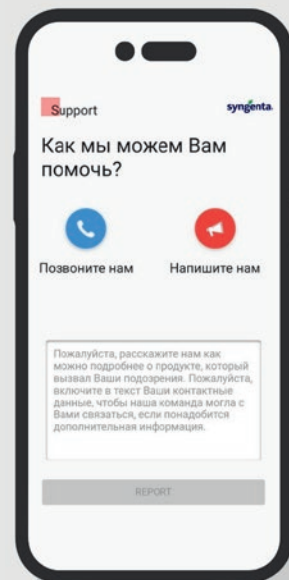 Support
syngenta.
Как мы можем Вам
помочь?
Позвоните нам
Напишите нам
Пожалуйста, расскажите нам как
можно подробнее о продукте, который
вызвал Ваши подозрения. Пожалуйста,
включите в текст Ваши контактные
данные, чтобы наша команда могла с
Вами связаться, если понадобится
дополнительная информация.
REPORT